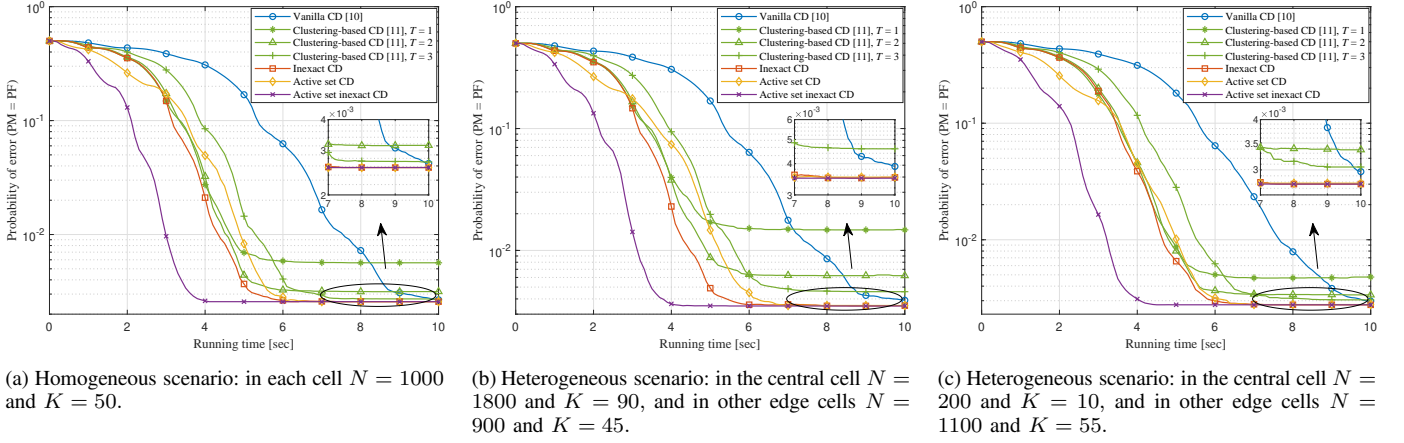 10^0
10^-1
10^-2
Probability of error (PM = PF)
0
2
4
6
8
10
Running time [sec]
Vanilla CD [10]
Clustering-based CD [11], T = 1
Clustering-based CD [11], T = 2
Clustering-based CD [11], T = 3
Inexact CD
Active set CD
Active set inexact CD
×10^-3
4
3
2
7
8
9
10
(a) Homogeneous scenario: in each cell N = 1000
and K = 50.
10^0
10^-1
10^-2
Probability of error (PM = PF)
0
2
4
6
8
10
Running time [sec]
Vanilla CD [10]
Clustering-based CD [11], T = 1
Clustering-based CD [11], T = 2
Clustering-based CD [11], T = 3
Inexact CD
Active set CD
Active set inexact CD
×10^-3
6
5
4
3
7
8
9
10
(b) Heterogeneous scenario: in the central cell N =
1800 and K = 90, and in other edge cells N =
900 and K = 45.
10^0
10^-1
10^-2
Probability of error (PM = PF)
0
2
4
6
8
10
Running time [sec]
Vanilla CD [10]
Clustering-based CD [11], T = 1
Clustering-based CD [11], T = 2
Clustering-based CD [11], T = 3
Inexact CD
Active set CD
Active set inexact CD
×10^-3
4
3
2
7
8
9
10
(c) Heterogeneous scenario: in the central cell N =
200 and K = 10, and in other edge cells N =
1100 and K = 55.